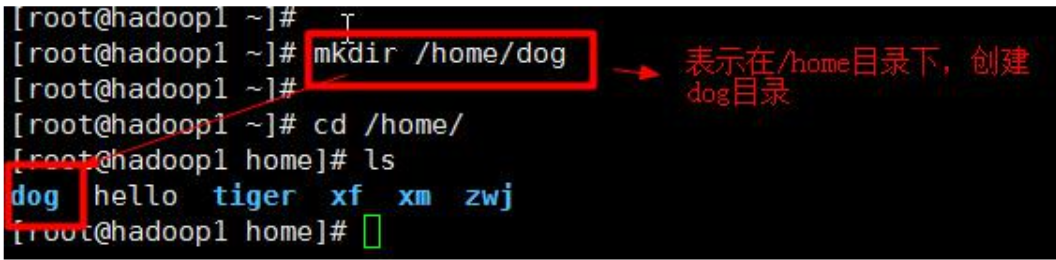 [root@hadoop1 ~]#
[root@hadoop1 ~]# mkdir /home/dog
表示在/home目录下，创建
dog目录
[root@hadoop1 ~]#
[root@hadoop1 ~]# cd /home/
[root@hadoop1 home]# ls
dog hello tiger xf xm zwj
[root@hadoop1 home]#